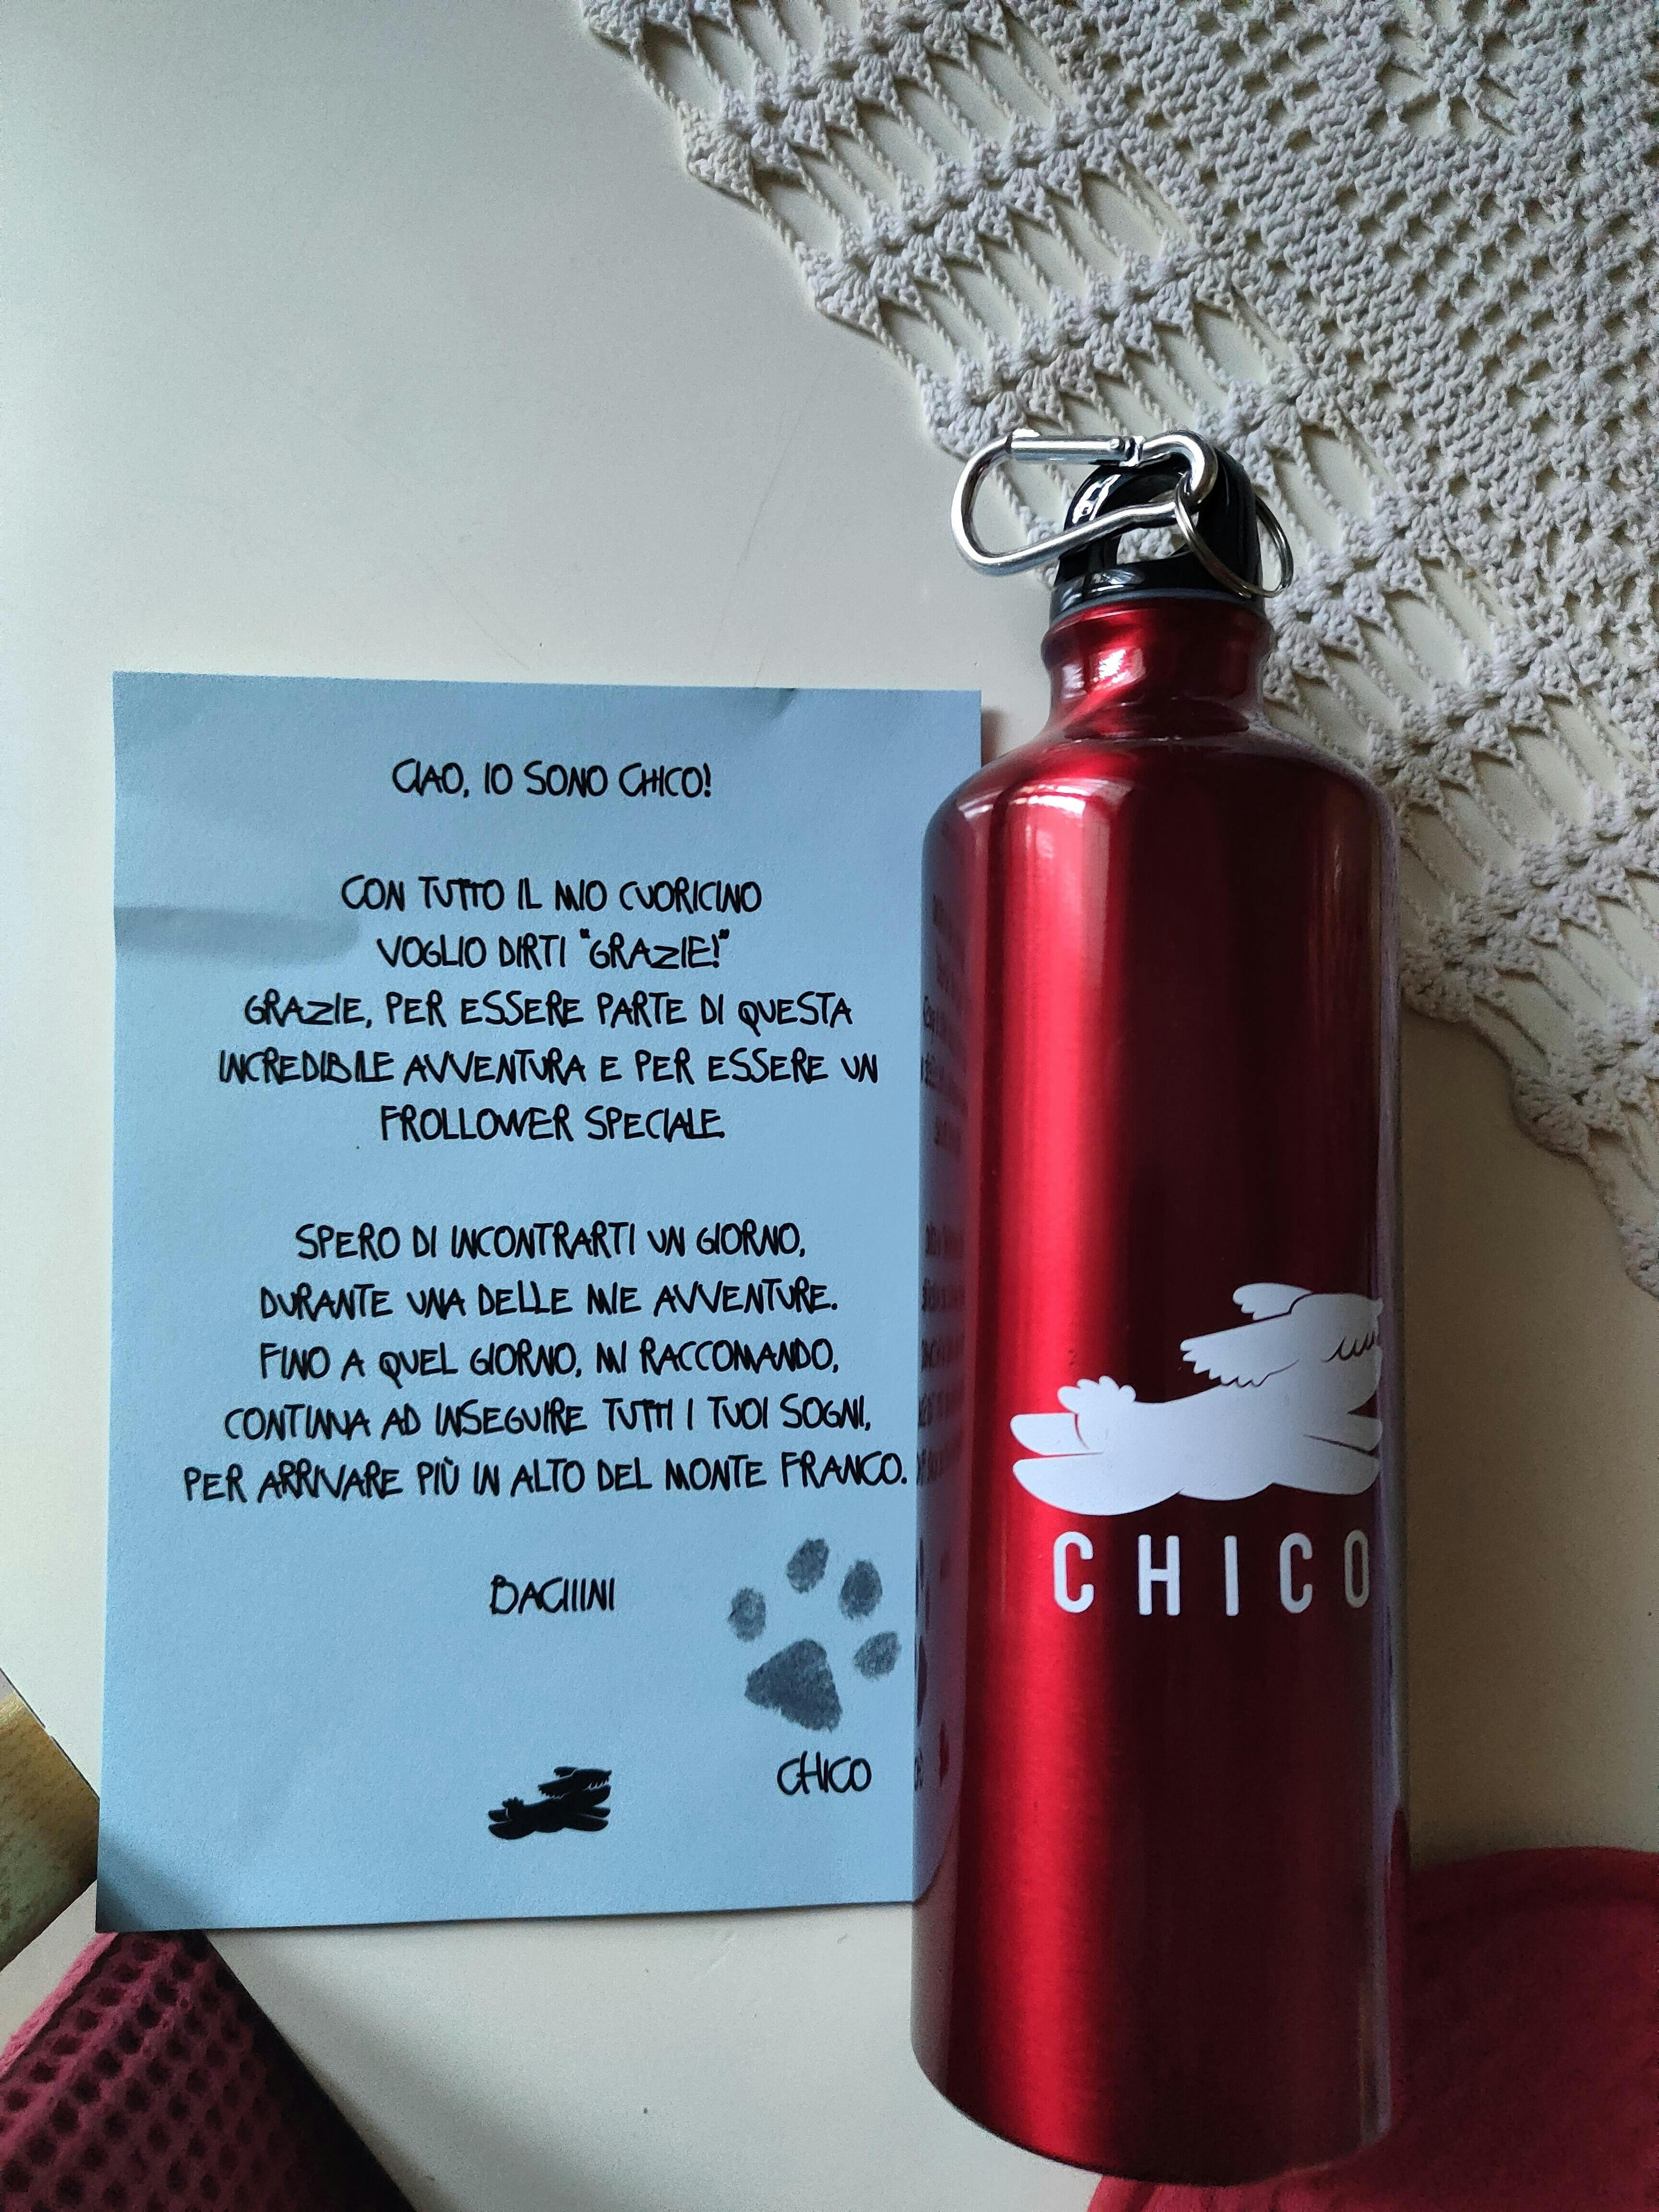 CIAO, IO SONO CHICO!
CON TUTTO IL MIO CUORICINO
VOGLIO DIRTI "GRAZIE!"
GRAZIE, PER ESSERE PARTE DI QUESTA
INCREDIBILE AVVENTURA E PER ESSERE UN
FROLLOWER SPECIALE.
SPERO DI INCONTRARTI UN GIORNO,
DURANTE UNA DELLE MIE AVVENTURE.
FINO A QUEL GIORNO, MI RACCOMANDO,
CONTINUA AD INSEGUIRE TUTTI I TUOI SOGNI,
PER ARRIVARE PIÙ IN ALTO DEL MONTE FRANCO.
BACIIINI
CHICO
CHICO